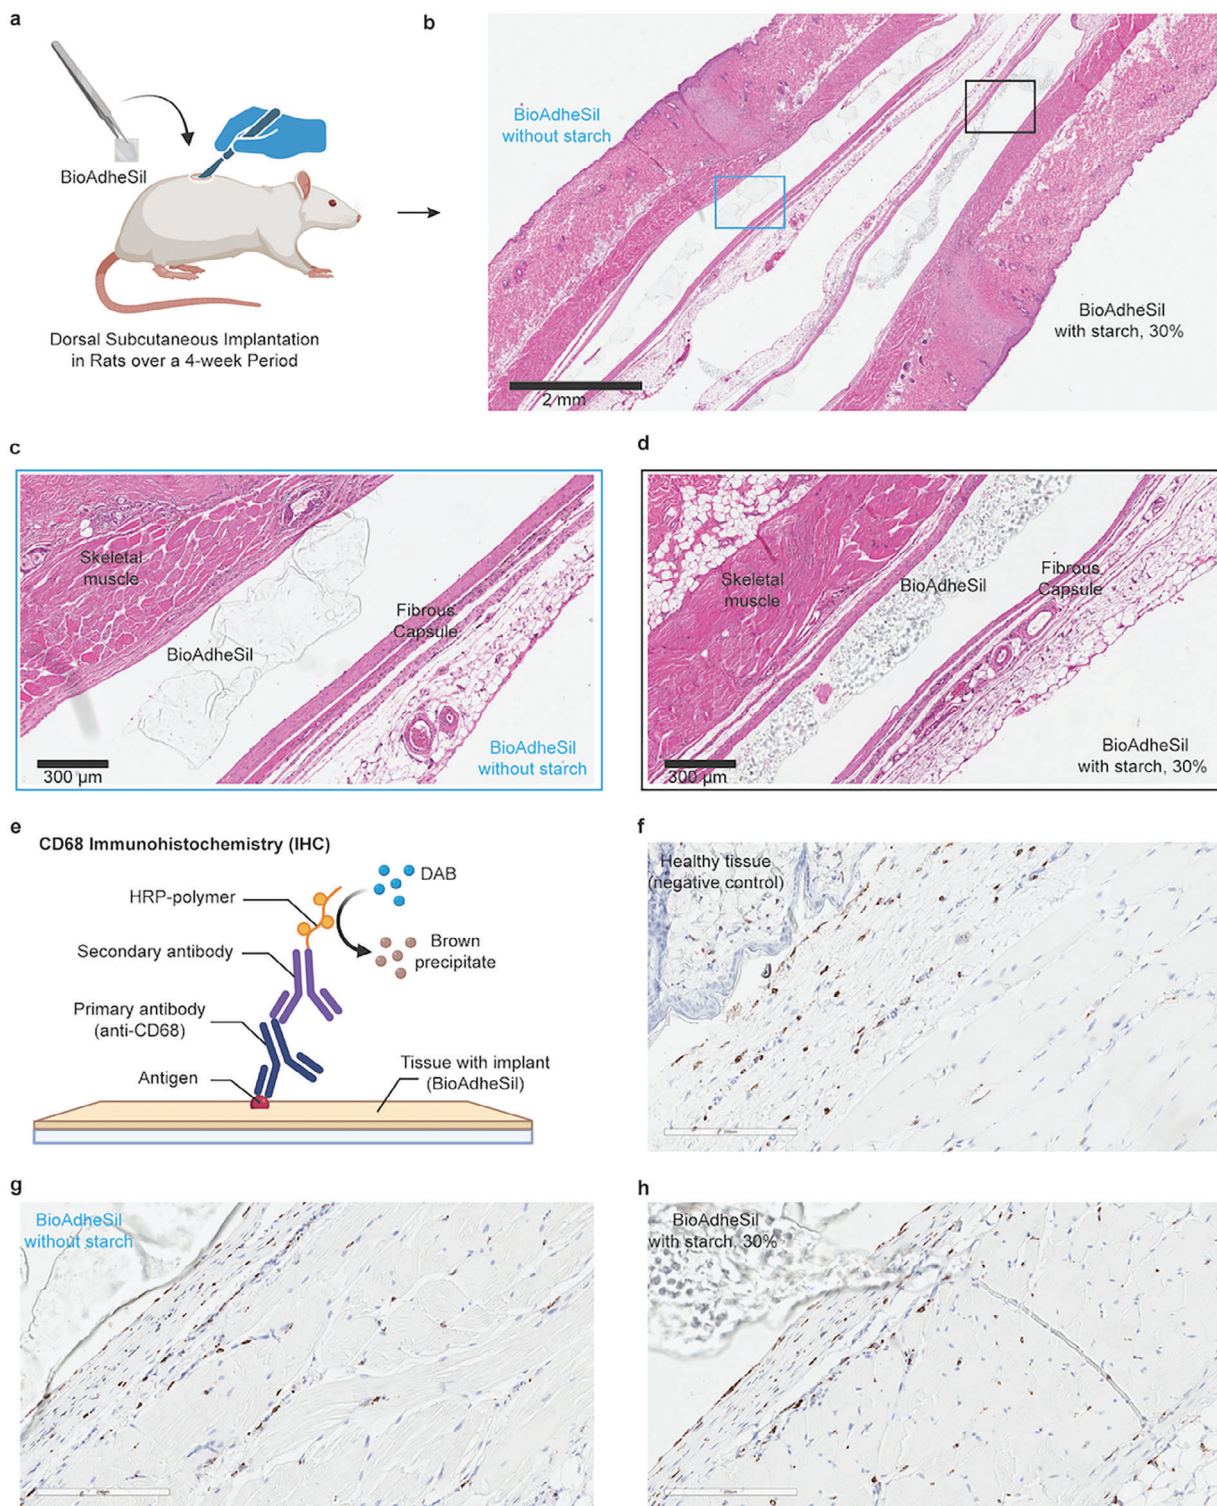 a
BioAdheSil
Dorsal Subcutaneous Implantation
in Rats over a 4-week Period
b
BioAdheSil
without starch
BioAdheSil
with starch, 30%
2 mm
c
Skeletal
muscle
BioAdheSil
Fibrous
Capsule
300 µm
BioAdheSil
without starch
d
Skeletal
muscle
BioAdheSil
Fibrous
Capsule
300 µm
BioAdheSil
with starch, 30%
e
CD68 Immunohistochemistry (IHC)
DAB
HRP-polymer
Brown
precipitate
Secondary antibody
Primary antibody
(anti-CD68)
Antigen
Tissue with implant
(BioAdheSil)
f
Healthy tissue
(negative control)
g
BioAdheSil
without starch
h
BioAdheSil
with starch, 30%